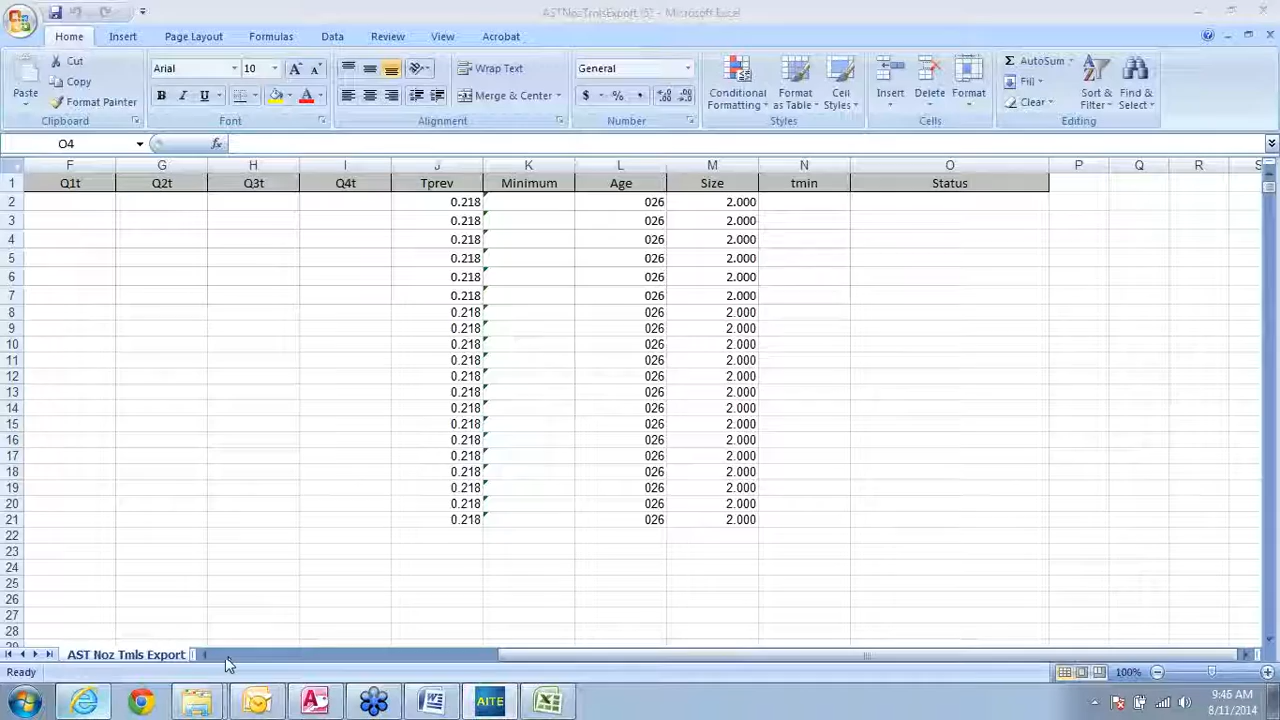 ASTNozTmlsExport (5) - Microsoft Excel
Home Insert Page Layout Formulas Data Review View Acrobat
Cut Arial 10 Wrap Text General AutoSum
Copy Fill
Paste Format Painter B I U Merge & Center $ % , Conditional Formatting Format as Table Cell Styles Insert Delete Format Clear Sort & Filter Find & Select
Clipboard Font Alignment Number Styles Cells Editing
O4 fx
F G H I J K L M N O P Q R S
1 Q1t Q2t Q3t Q4t Tprev Minimum Age Size tmin Status
2 0.218 026 2.000
3 0.218 026 2.000
4 0.218 026 2.000
5 0.218 026 2.000
6 0.218 026 2.000
7 0.218 026 2.000
8 0.218 026 2.000
9 0.218 026 2.000
10 0.218 026 2.000
11 0.218 026 2.000
12 0.218 026 2.000
13 0.218 026 2.000
14 0.218 026 2.000
15 0.218 026 2.000
16 0.218 026 2.000
17 0.218 026 2.000
18 0.218 026 2.000
19 0.218 026 2.000
20 0.218 026 2.000
21 0.218 026 2.000
22
23
24
25
26
27
28
29
AST Noz Tmls Export
Ready 100%
AITE 9:46 AM
8/11/2014